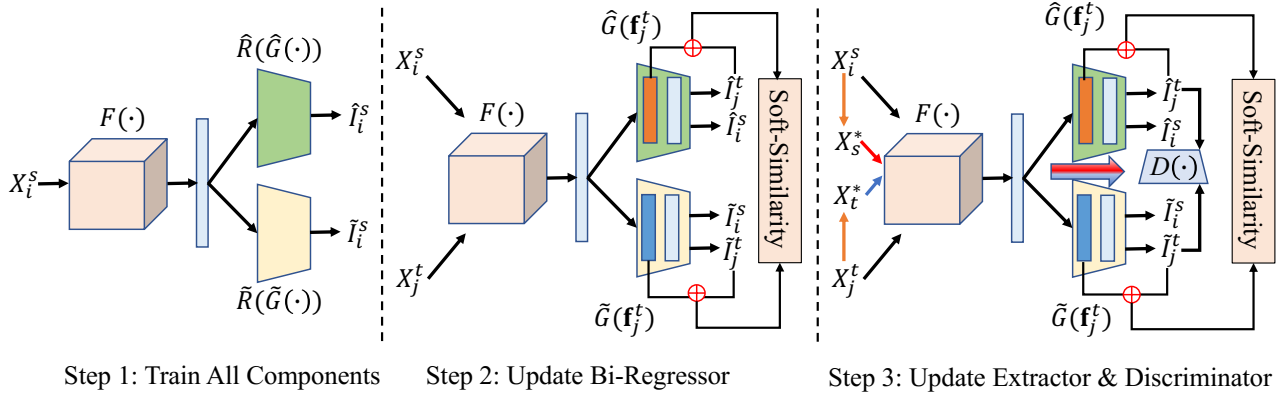 R̂(Ĝ(·))
F(·)
X_i^s
Î_i^s
Ĩ_i^s
R̃(G̃(·))
Step 1: Train All Components
Ĝ(f_j^t)
X_i^s
F(·)
Î_j^t
Î_i^s
Ĩ_i^s
Ĩ_j^t
X_j^t
G̃(f_j^t)
Soft-Similarity
Step 2: Update Bi-Regressor
Ĝ(f_j^t)
X_i^s
F(·)
Î_j^t
Î_i^s
X_s^*
D(·)
X_t^*
Ĩ_i^s
Ĩ_j^t
X_j^t
G̃(f_j^t)
Soft-Similarity
Step 3: Update Extractor & Discriminator